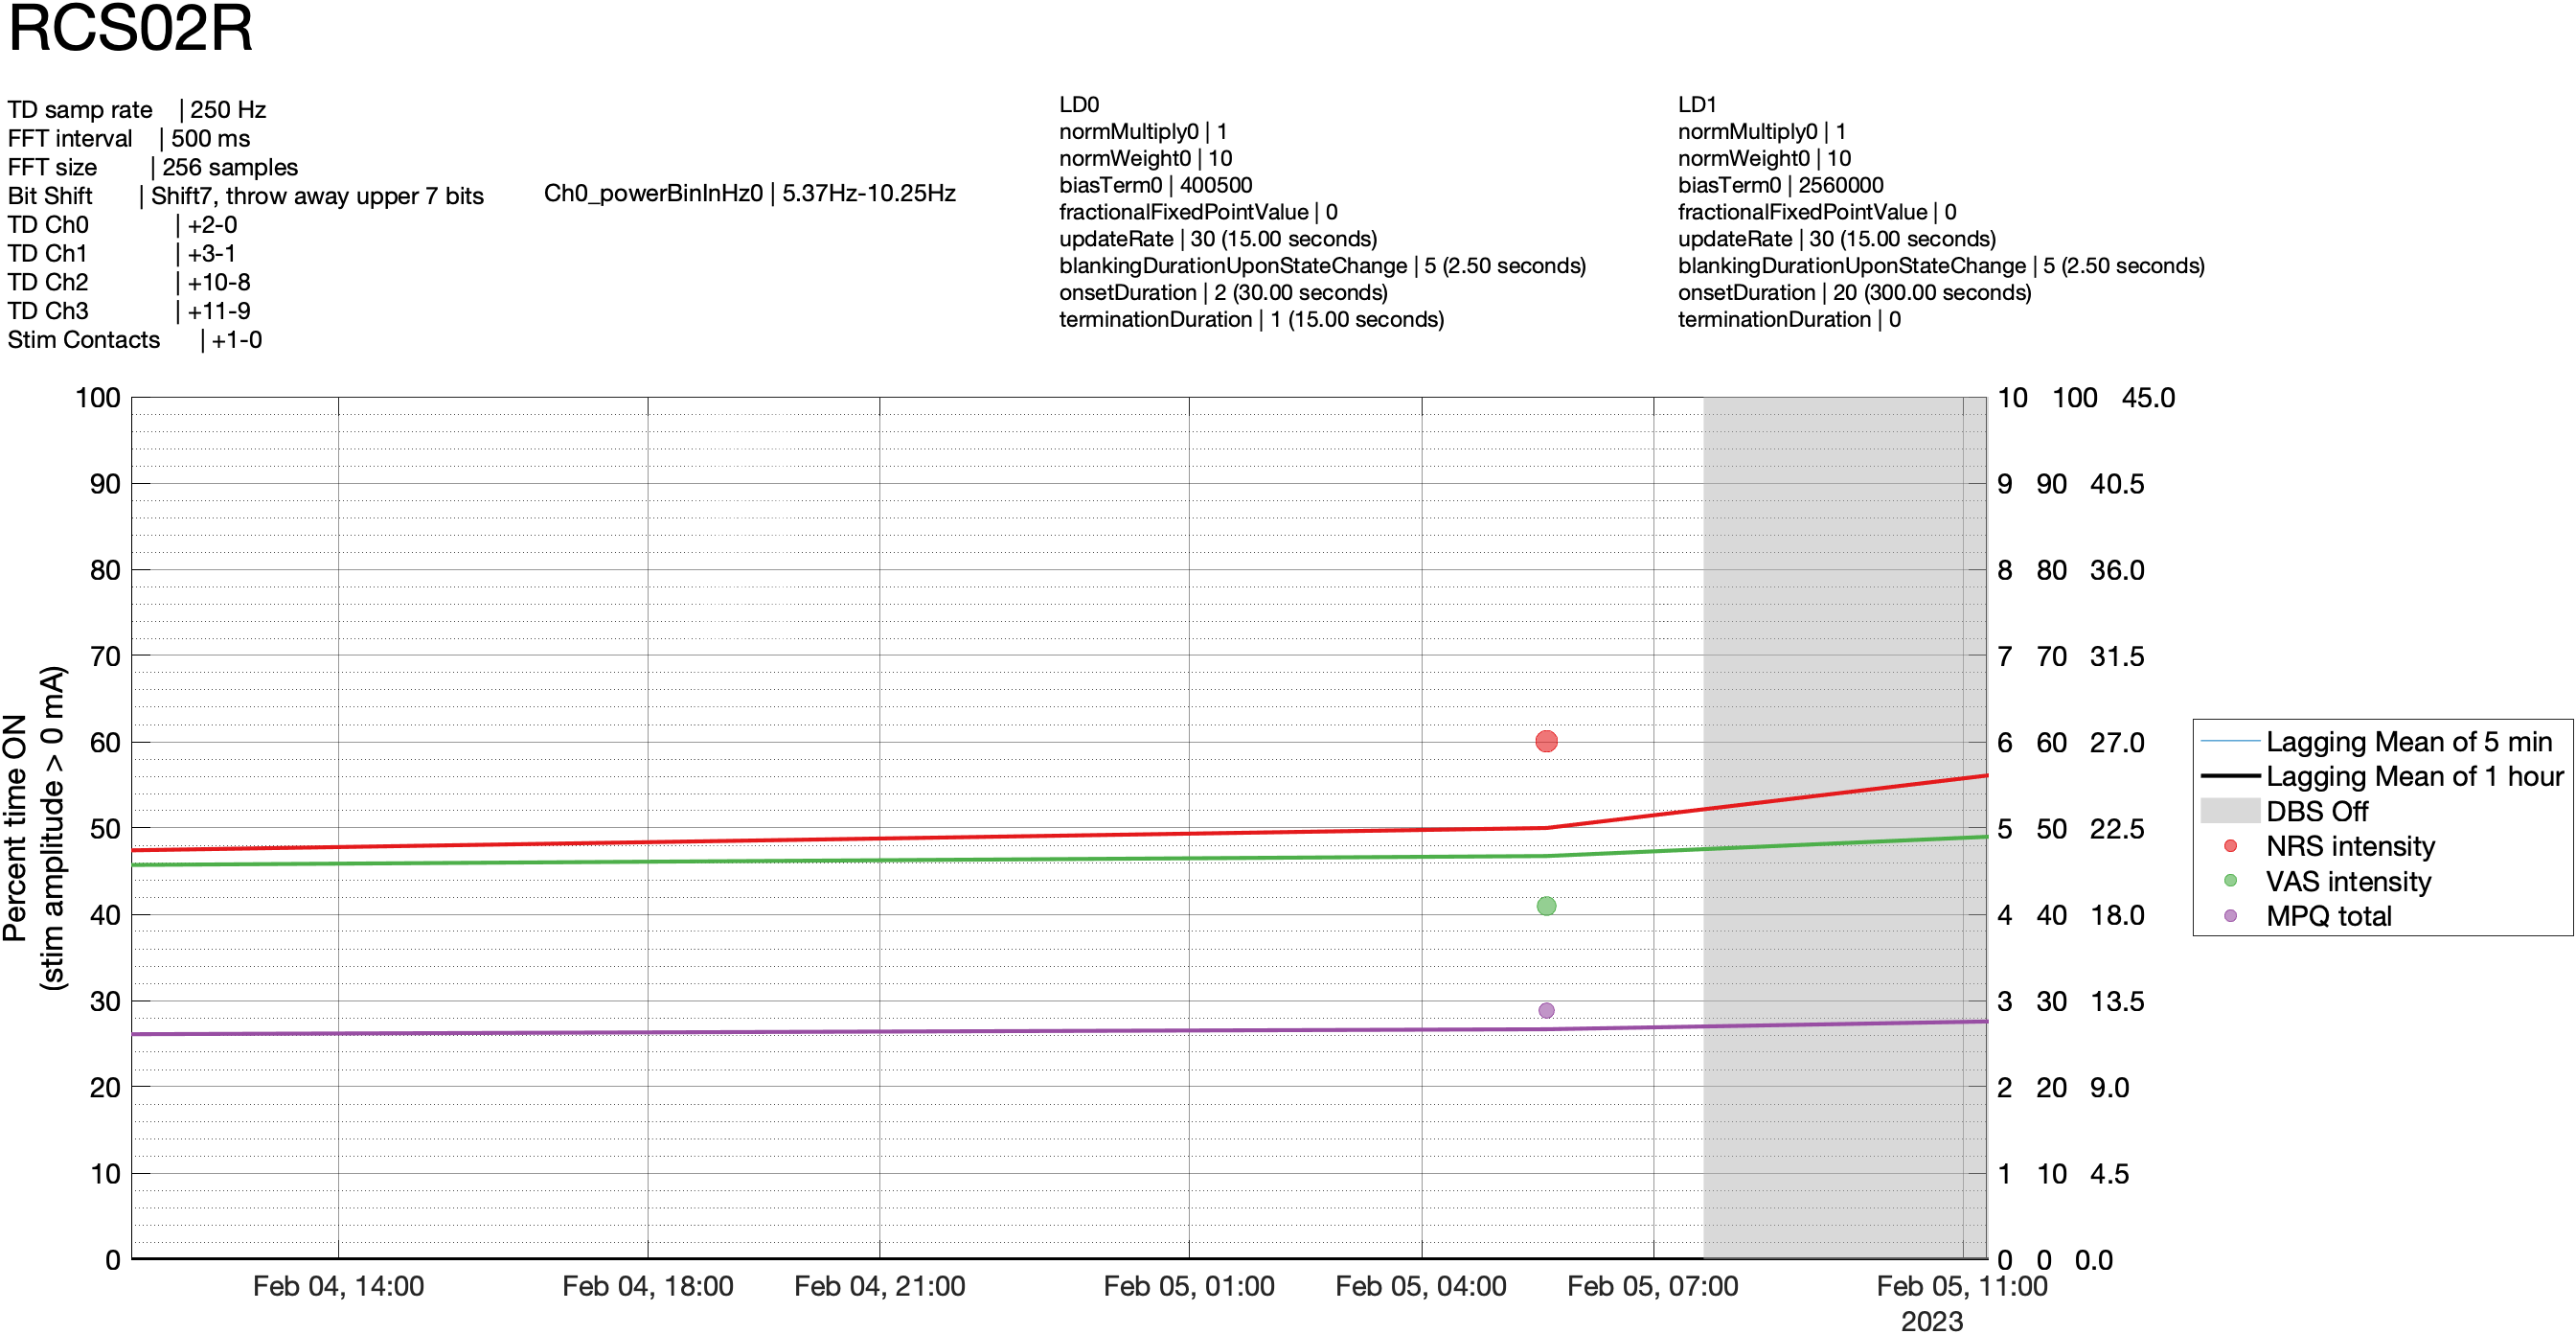 RCS02R
TD samp rate | 250 Hz
FFT interval | 500 ms
FFT size | 256 samples
Bit Shift | Shift7, throw away upper 7 bits
TD Ch0 | +2-0
TD Ch1 | +3-1
TD Ch2 | +10-8
TD Ch3 | +11-9
Stim Contacts | +1-0
Ch0_powerBinInHz0 | 5.37Hz-10.25Hz
LD0
normMultiply0 | 1
normWeight0 | 10
biasTerm0 | 400500
fractionalFixedPointValue | 0
updateRate | 30 (15.00 seconds)
blankingDurationUponStateChange | 5 (2.50 seconds)
onsetDuration | 2 (30.00 seconds)
terminationDuration | 1 (15.00 seconds)
LD1
normMultiply0 | 1
normWeight0 | 10
biasTerm0 | 2560000
fractionalFixedPointValue | 0
updateRate | 30 (15.00 seconds)
blankingDurationUponStateChange | 5 (2.50 seconds)
onsetDuration | 20 (300.00 seconds)
terminationDuration | 0
Percent time ON
(stim amplitude > 0 mA)
100
90
80
70
60
50
40
30
20
10
0
10 100 45.0
9 90 40.5
8 80 36.0
7 70 31.5
6 60 27.0
5 50 22.5
4 40 18.0
3 30 13.5
2 20 9.0
1 10 4.5
0 0 0.0
Feb 04, 14:00
Feb 04, 18:00
Feb 04, 21:00
Feb 05, 01:00
Feb 05, 04:00
Feb 05, 07:00
Feb 05, 11:00
2023
Lagging Mean of 5 min
Lagging Mean of 1 hour
DBS Off
NRS intensity
VAS intensity
MPQ total